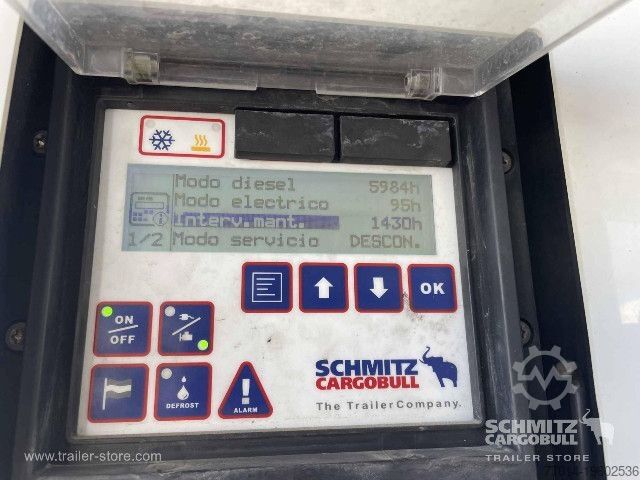 Modo diesel 5984h
Modo electrico 95h
Interv.mant. 1430h
1/2 Modo servicio DESCON.
OK
ON
OFF
DEFROST
ALARM
SCHMITZ
CARGOBULL
The Trailer Company.
SCHMITZ
CARGOBULL
TRAILER STORE
www.trailer-store.com